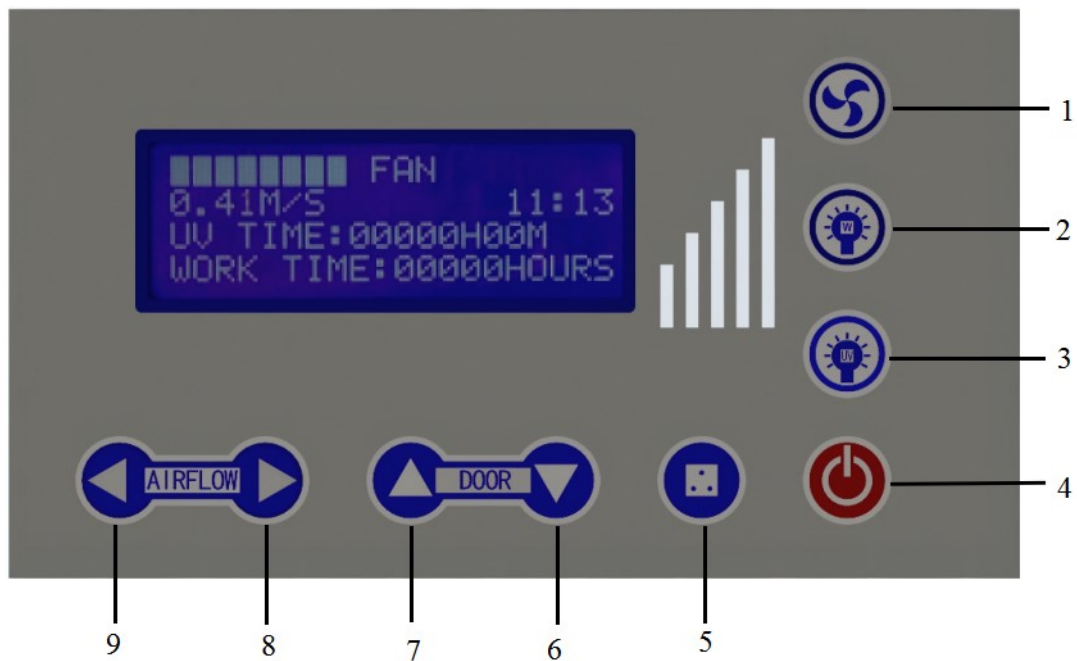 FAN
0.41M/S 11:13
UV TIME:00000H00M
WORK TIME:00000HOURS
W
UV
AIRFLOW
DOOR
1
2
3
4
5
6
7
8
9